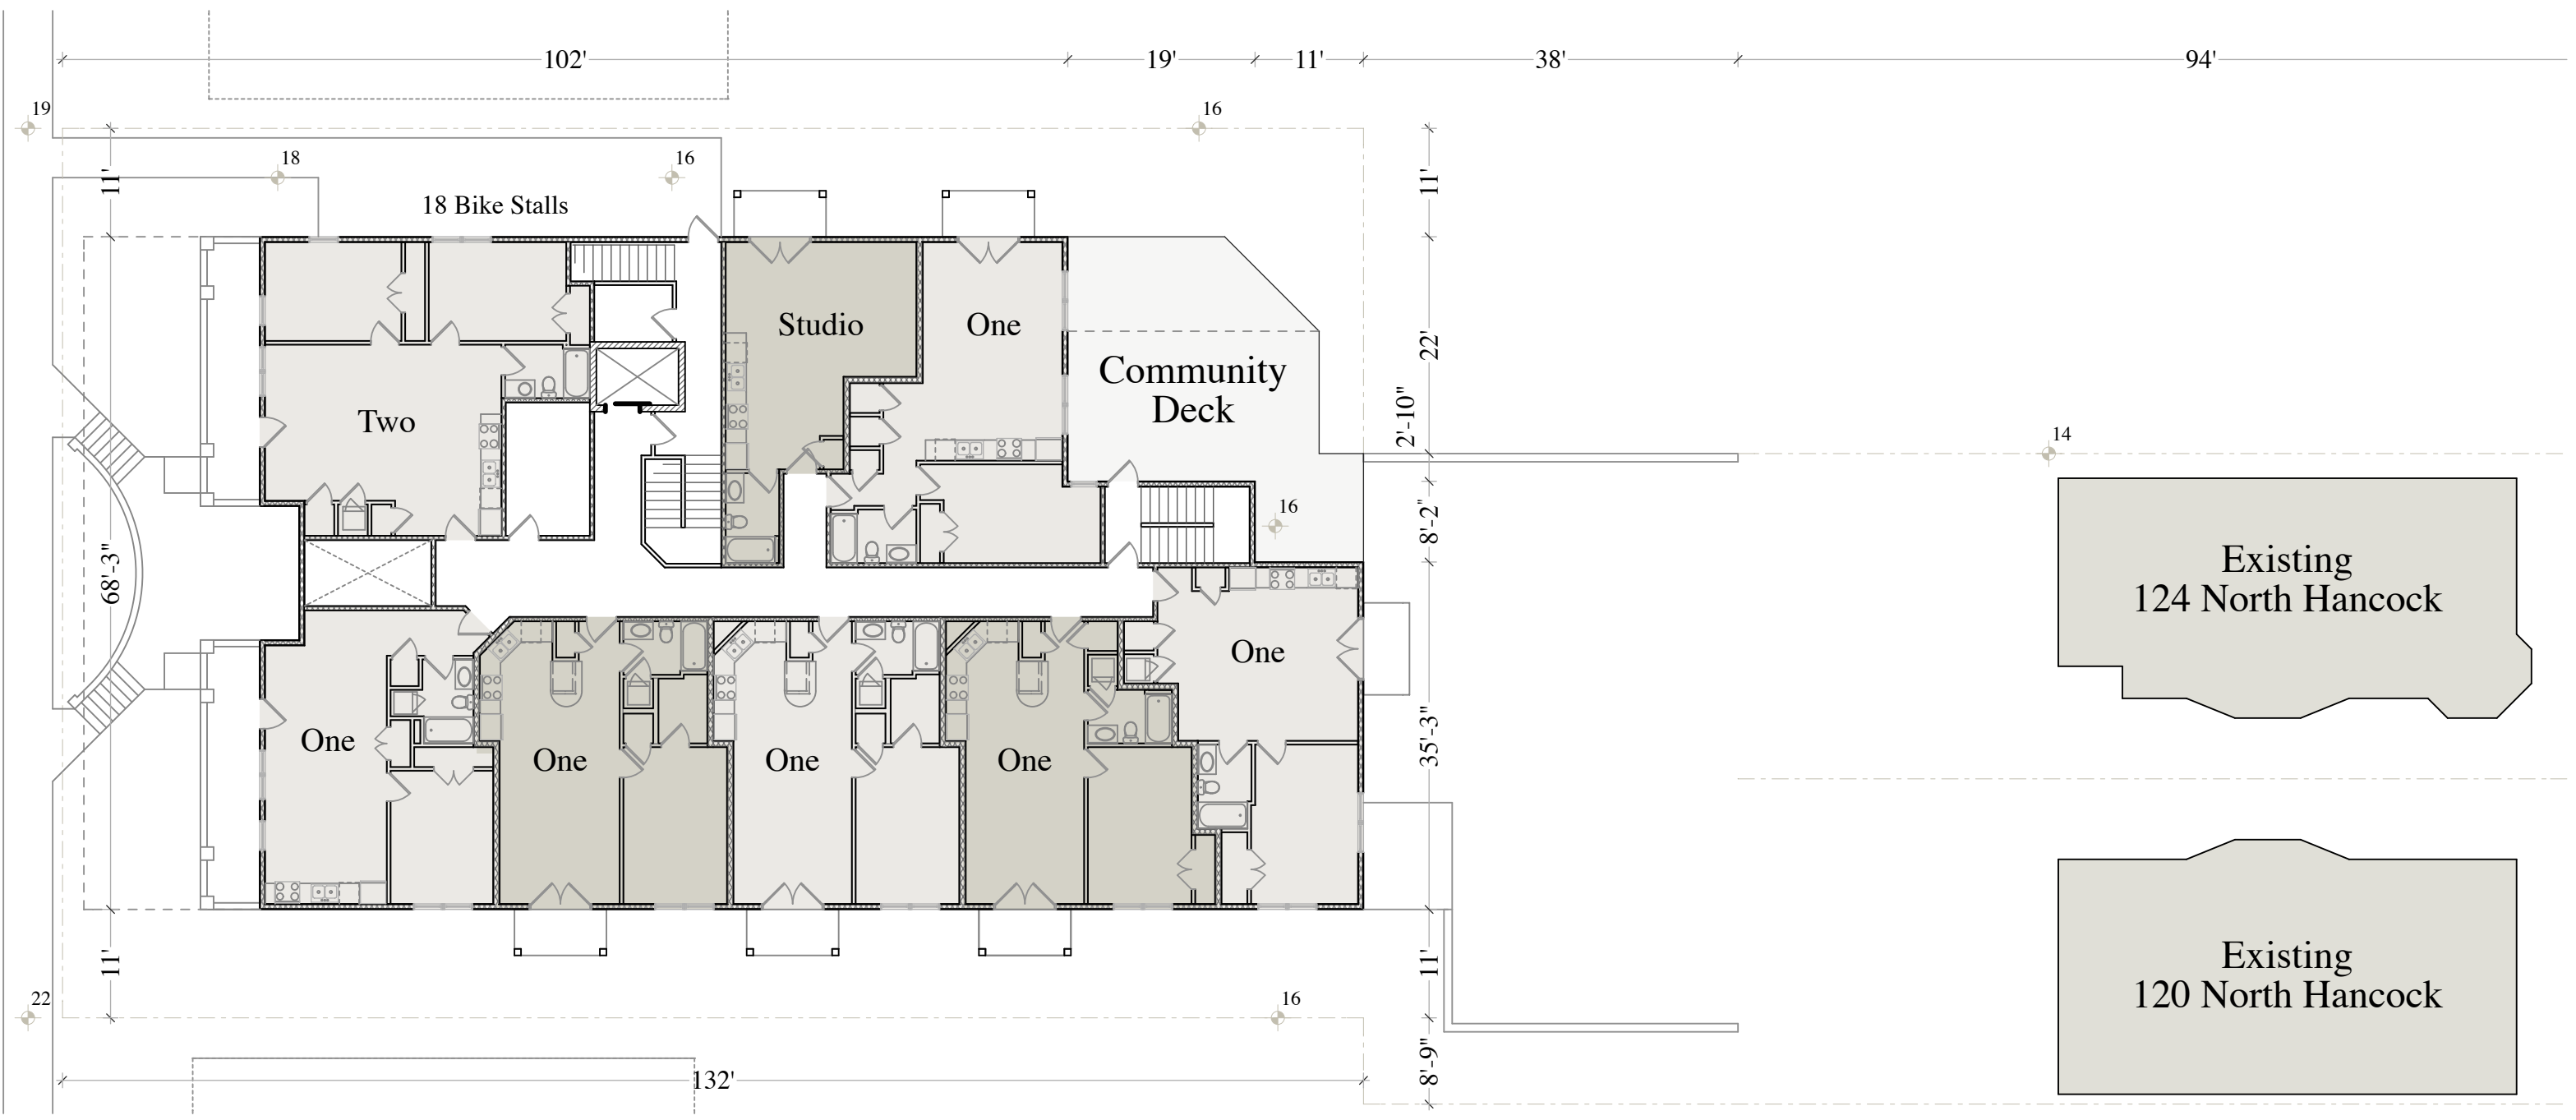 102'
19'
11'
38'
94'
19
16
18
16
11'
11'
18 Bike Stalls
Studio
One
22'
Community
Deck
Two
2'-10"
14
16
8'-2"
68'-3"
Existing
124 North Hancock
One
One
One
One
One
35'-3"
11'
11'
Existing
120 North Hancock
22
16
8'-9"
132'